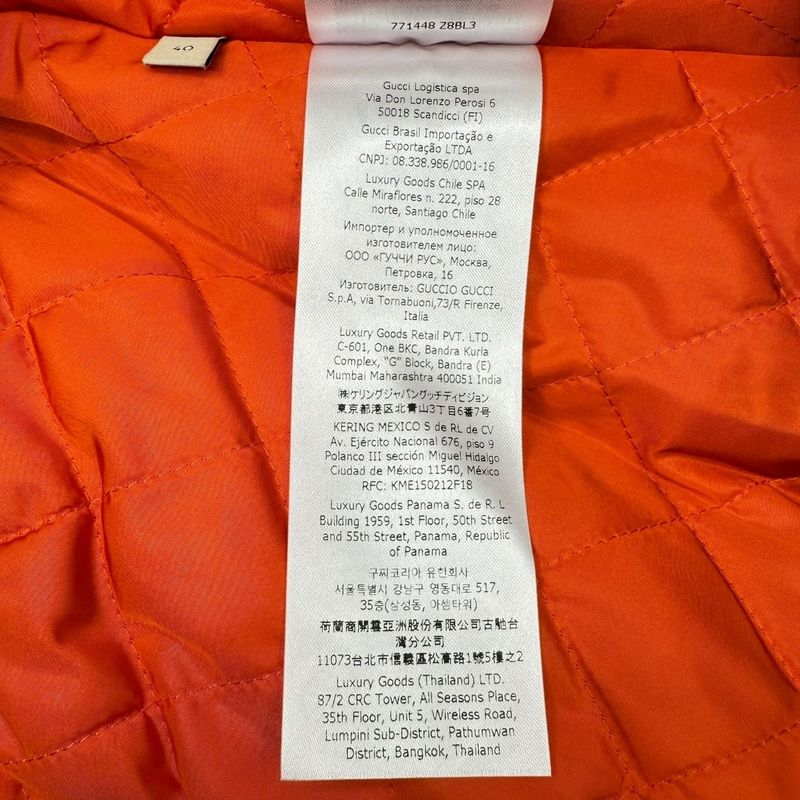 771448 Z8BL3
40
Gucci Logistica spa
Via Don Lorenzo Perosi 6
50018 Scandicci (FI)
Gucci Brasil Importação e
Exportação LTDA
CNPJ: 08.338.986/0001-16
Luxury Goods Chile SPA
Calle Miraflores n. 222, piso 28
norte, Santiago Chile
Импортер и уполномоченное
изготовителем лицо:
ООО «ГУЧЧИ РУС», Москва,
Петровка, 16
Изготовитель: GUCCIO GUCCI
S.p.A, via Tornabuoni,73/R Firenze,
Italia
Luxury Goods Retail PVT. LTD.
C-601, One BKC, Bandra Kurla
Complex, “G” Block, Bandra (E)
Mumbai Maharashtra 400051 India
㈱ケリングジャパングッチディビジョン
東京都港区北青山3丁目6番7号
KERING MEXICO S de RL de CV
Av. Ejército Nacional 676, piso 9
Polanco III sección Miguel Hidalgo
Ciudad de México 11540, México
RFC: KME150212F18
Luxury Goods Panama S. de R. L
Building 1959, 1st Floor, 50th Street
and 55th Street, Panama, Republic
of Panama
구찌코리아 유한회사
서울특별시 강남구 영동대로 517,
35층(삼성동, 아셈타워)
荷蘭商開雲亞洲股份有限公司古馳台
灣分公司
11073台北市信義區松高路1號5樓之2
Luxury Goods (Thailand) LTD.
87/2 CRC Tower, All Seasons Place,
35th Floor, Unit 5, Wireless Road,
Lumpini Sub-District, Pathumwan
District, Bangkok, Thailand